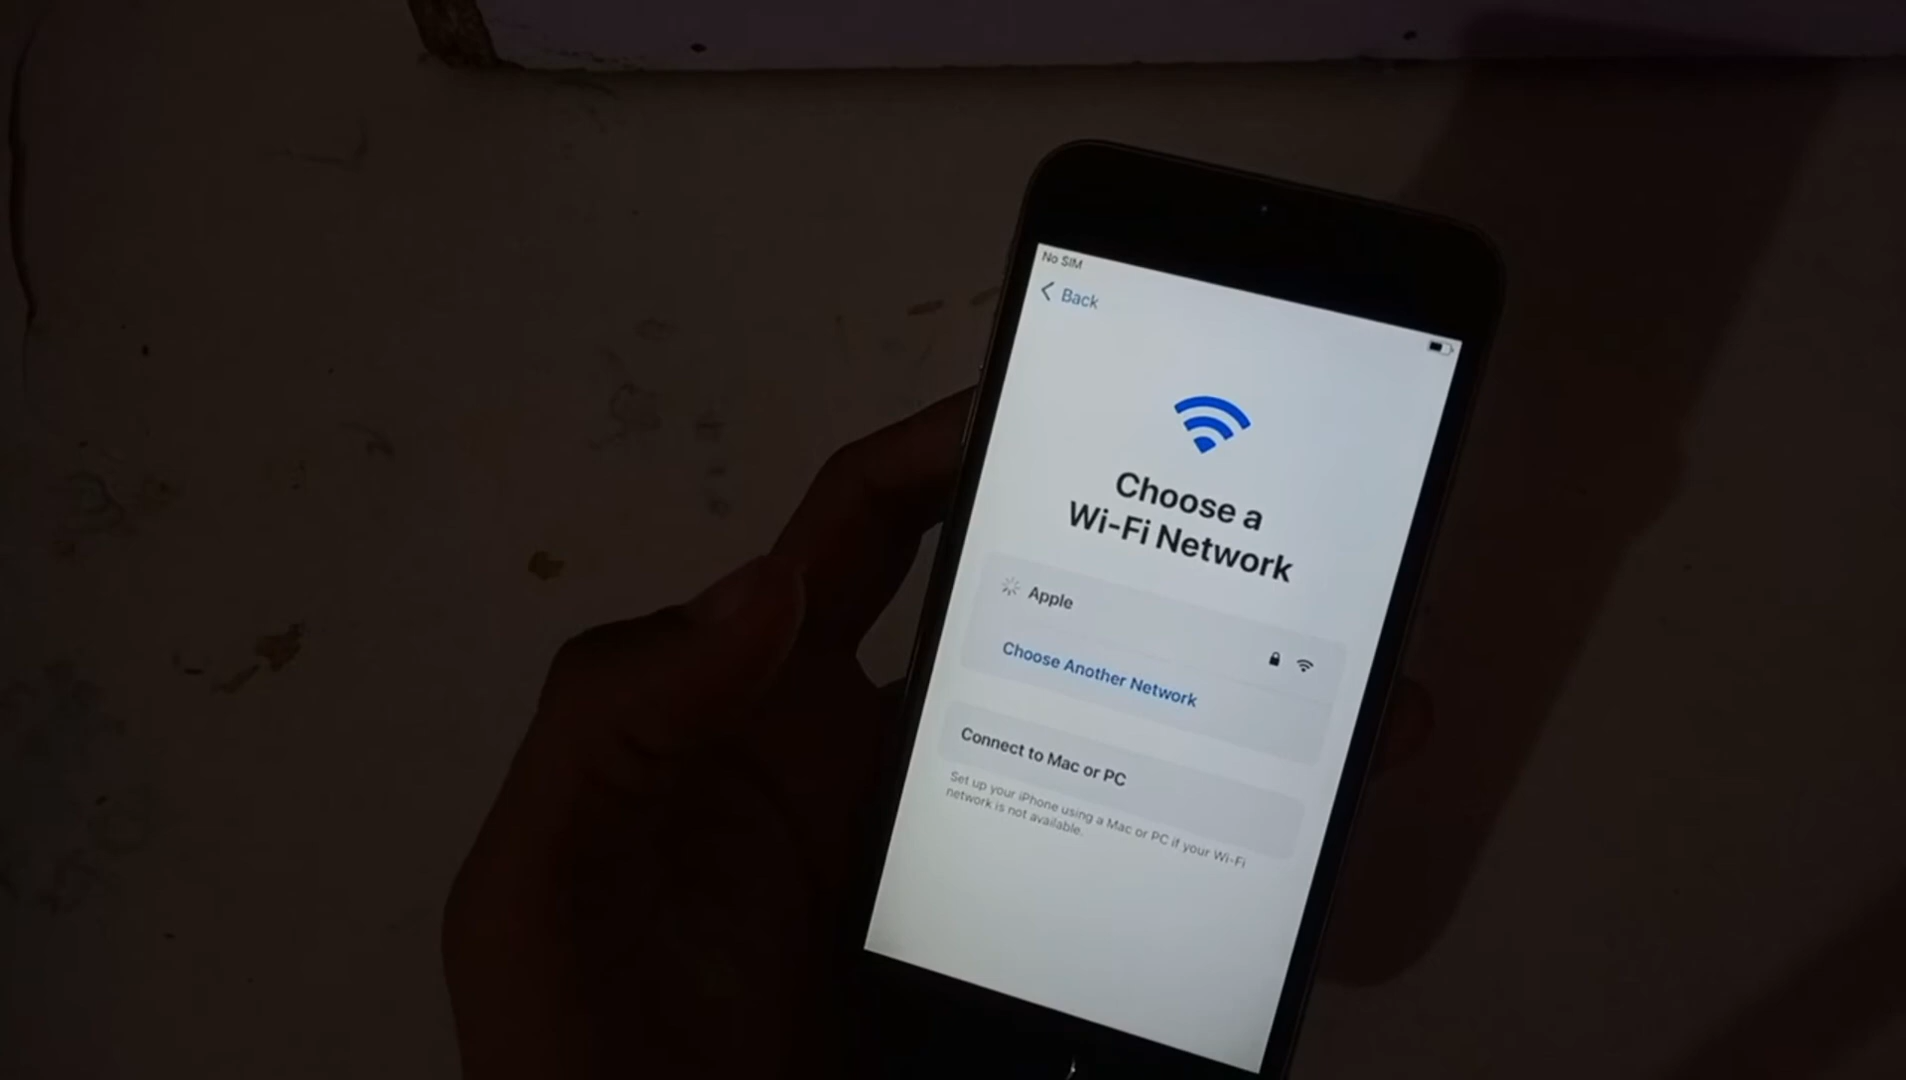 No SIM
Back
Choose a
Wi-Fi Network
Apple
Choose Another Network
Connect to Mac or PC
Set up your iPhone using a Mac or PC if your Wi-Fi
network is not available.